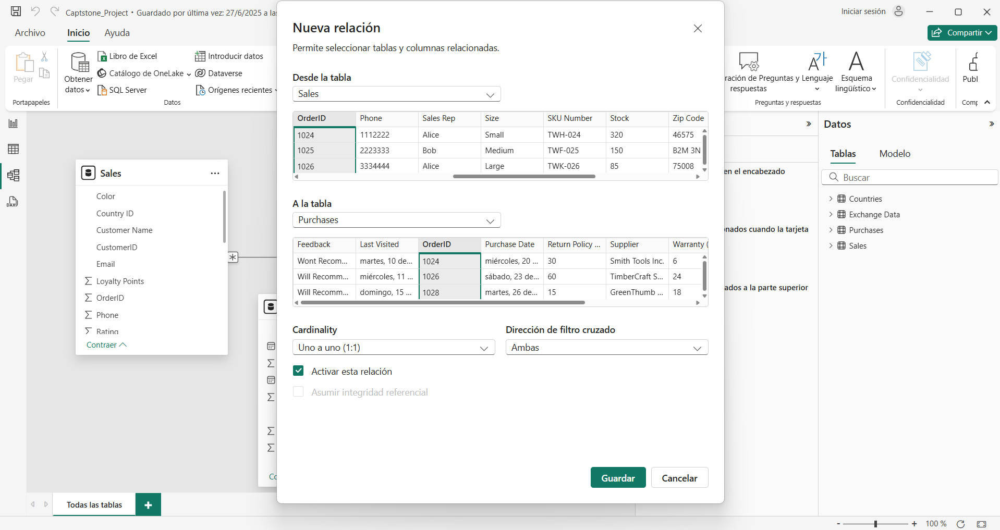 Captstone_Project • Guardado por última vez: 27/6/2025 a las
Iniciar sesión
Archivo
Inicio
Ayuda
Compartir
Pegar
Portapapeles
Obtener datos
Libro de Excel
Catálogo de OneLake
SQL Server
Introducir datos
Dataverse
Orígenes recientes
Datos
ración de Preguntas y
respuestas
Lenguaje
Esquema
lingüístico
Preguntas y respuestas
Confidencialidad
Confidencialidad
Publ
Comp
DAX
Sales
Color
Country ID
Customer Name
CustomerID
Email
Loyalty Points
OrderID
Phone
Rating
Contraer
Co
Nueva relación
Permite seleccionar tablas y columnas relacionadas.
Desde la tabla
Sales
OrderID Phone Sales Rep Size SKU Number Stock Zip Code
1024 1112222 Alice Small TWH-024 320 46575
1025 2223333 Bob Medium TWF-025 150 B2M 3N
1026 3334444 Alice Large TWK-026 85 75008
A la tabla
Purchases
Feedback Last Visited OrderID Purchase Date Return Policy ... Supplier Warranty (
Wont Recom... martes, 10 de... 1024 miércoles, 20 ... 30 Smith Tools Inc. 6
Will Recomm... miércoles, 11 ... 1026 sábado, 23 de... 60 TimberCraft S... 24
Will Recomm... domingo, 15 ... 1028 martes, 26 de... 15 GreenThumb ... 18
Cardinality
Uno a uno (1:1)
Dirección de filtro cruzado
Ambas
Activar esta relación
Asumir integridad referencial
Guardar
Cancelar
en el encabezado
onados cuando la tarjeta
ados a la parte superior
Datos
Tablas
Modelo
Buscar
Countries
Exchange Data
Purchases
Sales
Todas las tablas
100 %